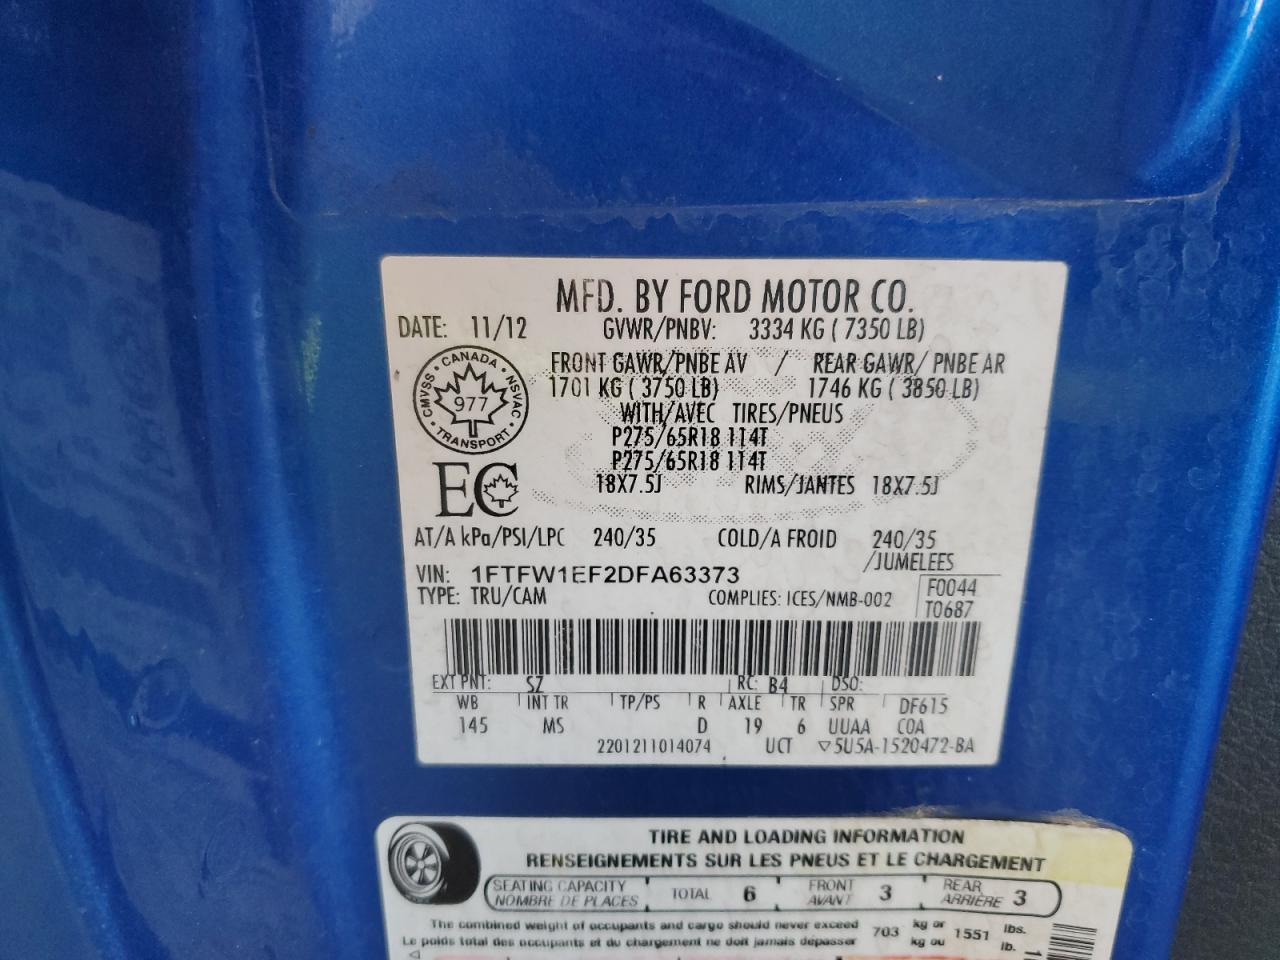 MFD. BY FORD MOTOR CO.
DATE: 11/12 GVWR/PNBV: 3334 KG ( 7350 LB)
FRONT GAWR/PNBE AV / REAR GAWR/ PNBE AR
1701 KG ( 3750 LB) 1746 KG ( 3850 LB)
WITH/AVEC TIRES/PNEUS
P275/65R18 114T
P275/65R18 114T
18X7.5J RIMS/JANTES 18X7.5J
CANADA
CMVSS · NSVAC
977
TRANSPORT
EC
AT/A kPa/PSI/LPC 240/35 COLD/A FROID 240/35
/JUMELEES
VIN: 1FTFW1EF2DFA63373
TYPE: TRU/CAM COMPLIES: ICES/NMB-002
F0044
T0687
EXT PNT: SZ RC: B4 DSO:
WB INT TR TP/PS R AXLE TR SPR DF615
145 MS D 19 6 UUAA COA
2201211014074 UCT ▽5U5A-1520472-BA
TIRE AND LOADING INFORMATION
RENSEIGNEMENTS SUR LES PNEUS ET LE CHARGEMENT
SEATING CAPACITY TOTAL 6 FRONT 3 REAR 3
NOMBRE DE PLACES AVANT ARRIÈRE
The combined weight of occupants and cargo should never exceed 703 kg or 1551 lbs.
Le poids total des occupants et du chargement ne doit jamais dépasser kg ou lb.